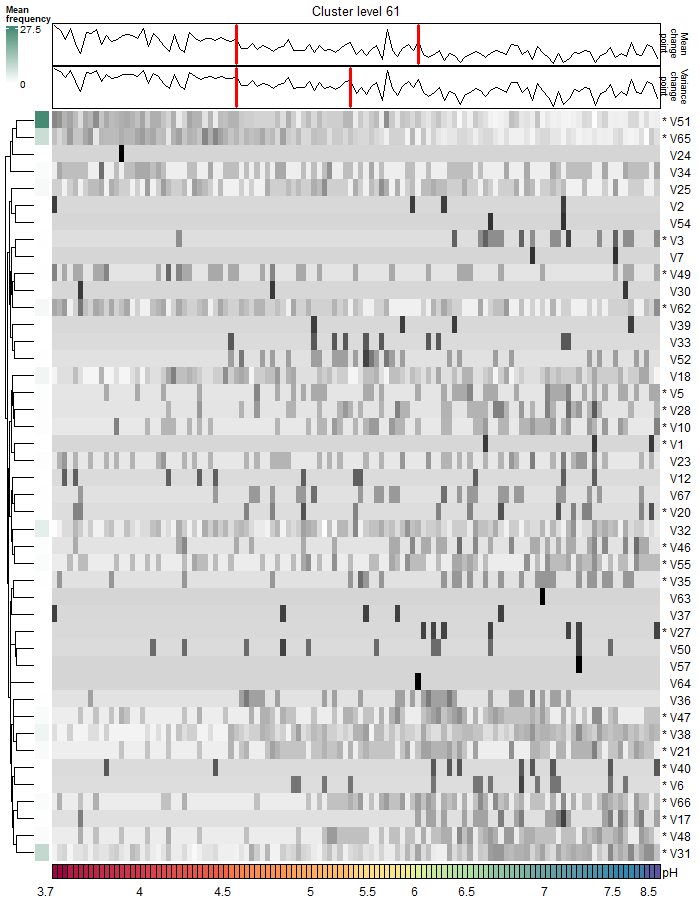 Mean
frequency
27.5
0
Cluster level 61
Mean
change
point
Variance
change
point
* V51
* V65
V24
V34
V25
V2
V54
* V3
V7
* V49
V30
* V62
V39
V33
V52
V18
* V5
* V28
* V10
* V1
V23
V12
V67
* V20
V32
* V46
* V55
* V35
V63
V37
* V27
V50
V57
V64
V36
* V47
* V38
* V21
* V40
* V6
* V66
* V17
* V48
* V31
pH
3.7 4 4.5 5 5.5 6 6.5 7 7.5 8.5